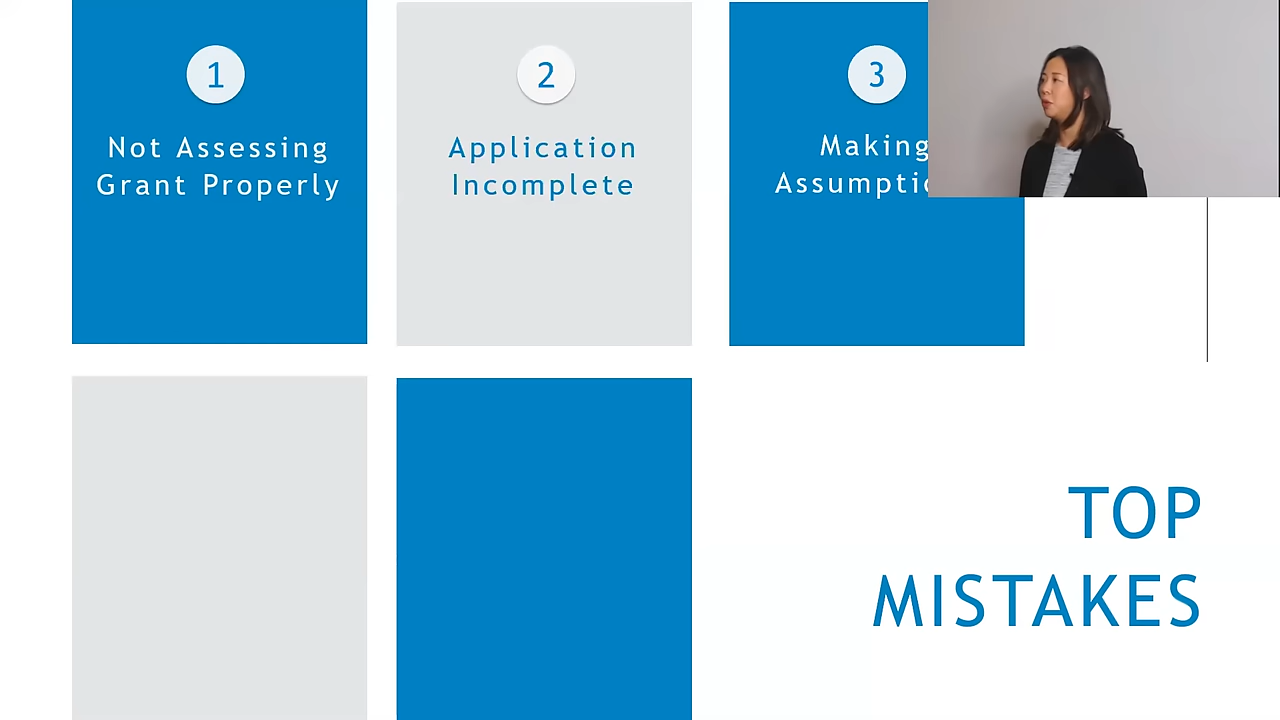 1
Not Assessing
Grant Properly
2
Application
Incomplete
3
Making
TOP
MISTAKES